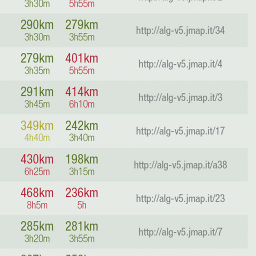 3h30m 5h55m
290km 279km http://alg-v5.jmap.it/34
3h30m 3h55m
279km 401km http://alg-v5.jmap.it/4
3h35m 5h55m
291km 414km http://alg-v5.jmap.it/3
3h45m 6h10m
349km 242km http://alg-v5.jmap.it/17
4h40m 3h40m
430km 198km http://alg-v5.jmap.it/a38
6h25m 3h15m
468km 236km http://alg-v5.jmap.it/23
8h5m 5h
285km 281km http://alg-v5.jmap.it/7
3h20m 3h55m